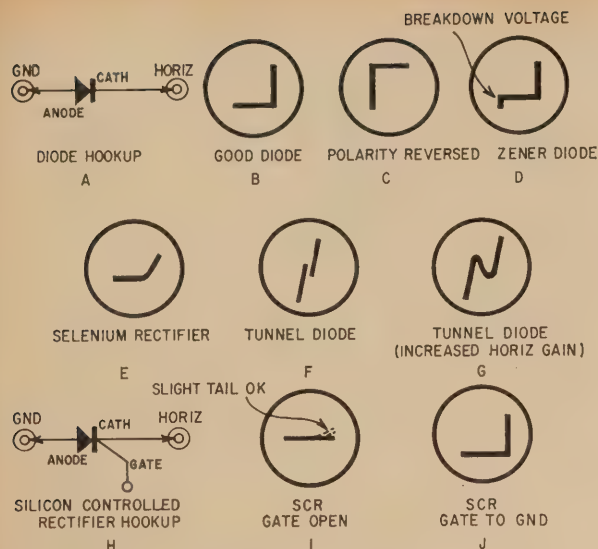 BREAKDOWN VOLTAGE
GND
CATH
HORIZ
ANODE
DIODE HOOKUP
A
GOOD DIODE
B
POLARITY REVERSED
C
ZENER DIODE
D
SELENIUM RECTIFIER
E
TUNNEL DIODE
F
TUNNEL DIODE
(INCREASED HORIZ GAIN)
G
SLIGHT TAIL OK
GND
CATH
HORIZ
ANODE
GATE
SILICON CONTROLLED
RECTIFIER HOOKUP
H
SCR
GATE OPEN
I
SCR
GATE TO GND
J